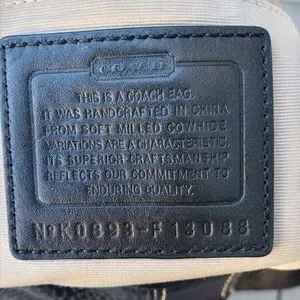 COACH
THIS IS A COACH BAG.
IT WAS HANDCRAFTED IN CHINA
FROM SOFT MILLED COWHIDE.
VARIATIONS ARE A CHARACTERISTIC.
ITS SUPERIOR CRAFTSMANSHIP
REFLECTS OUR COMMITMENT TO
ENDURING QUALITY.
No K0893-F13088